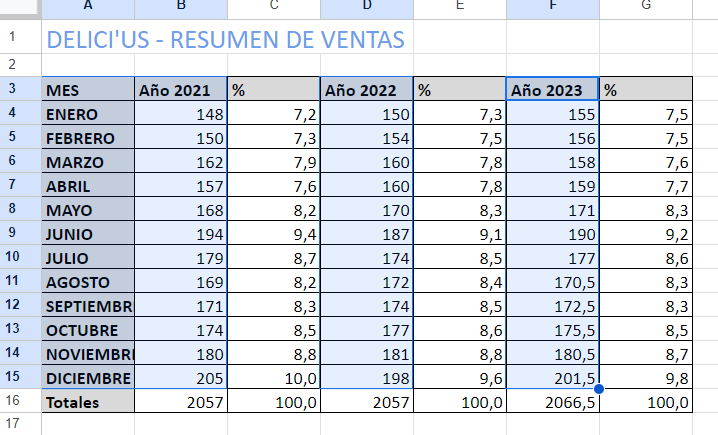 A B C D E F G
1 DELICI'US - RESUMEN DE VENTAS
2
3 MES Año 2021 % Año 2022 % Año 2023 %
4 ENERO 148 7,2 150 7,3 155 7,5
5 FEBRERO 150 7,3 154 7,5 156 7,5
6 MARZO 162 7,9 160 7,8 158 7,6
7 ABRIL 157 7,6 160 7,8 159 7,7
8 MAYO 168 8,2 170 8,3 171 8,3
9 JUNIO 194 9,4 187 9,1 190 9,2
10 JULIO 179 8,7 174 8,5 177 8,6
11 AGOSTO 169 8,2 172 8,4 170,5 8,3
12 SEPTIEMBRI 171 8,3 174 8,5 172,5 8,3
13 OCTUBRE 174 8,5 177 8,6 175,5 8,5
14 NOVIEMBRI 180 8,8 181 8,8 180,5 8,7
15 DICIEMBRE 205 10,0 198 9,6 201,5 9,8
16 Totales 2057 100,0 2057 100,0 2066,5 100,0
17